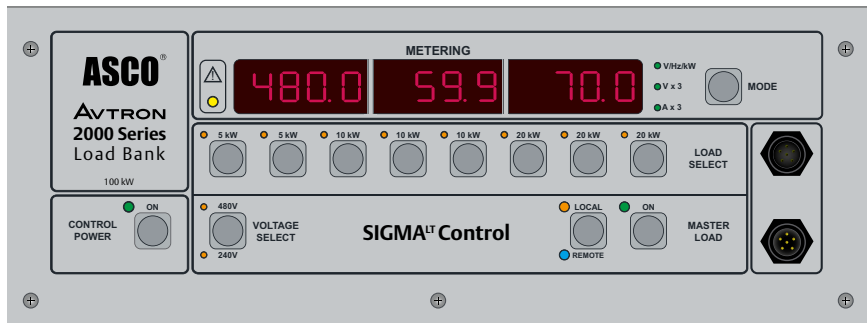 METERING
ASCO®
AVTRON
2000 Series
Load Bank
100 kW
480.0 59.9 70.0
V/Hz/kW
V x 3
A x 3
MODE
5 kW 5 kW 10 kW 10 kW 10 kW 20 kW 20 kW 20 kW
LOAD
SELECT
CONTROL
POWER
ON
480V
240V
VOLTAGE
SELECT
SIGMALT Control
LOCAL
REMOTE
ON
MASTER
LOAD